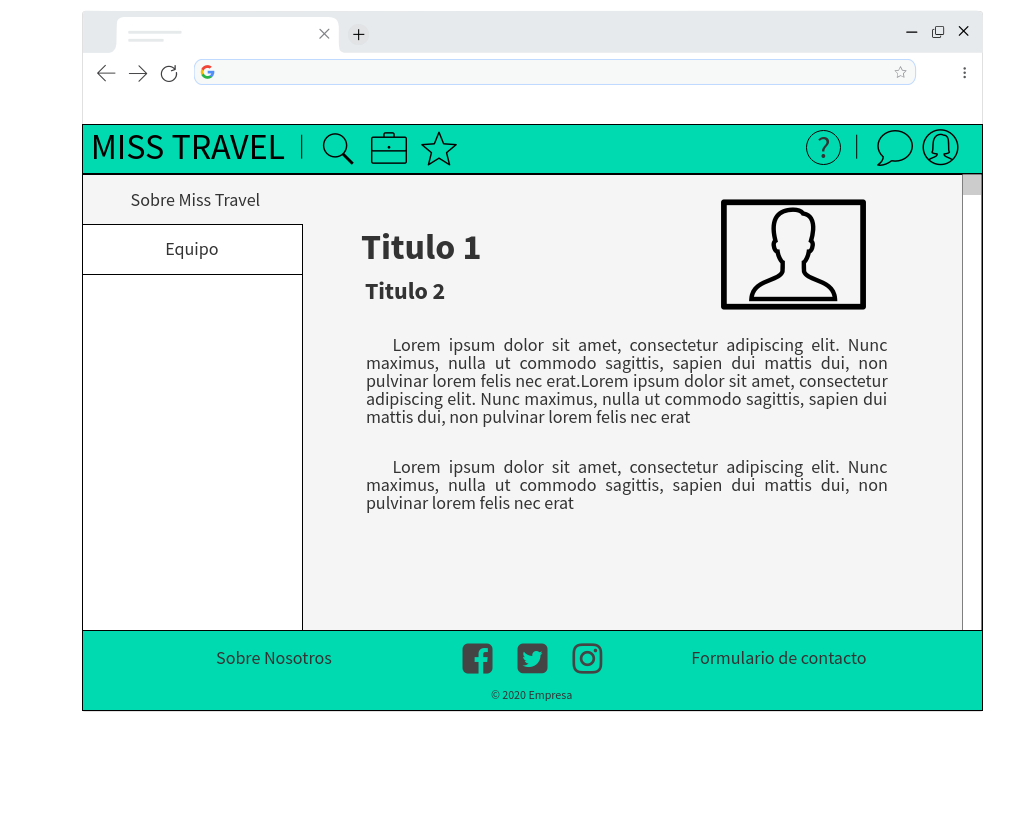 MISS TRAVEL
?
Sobre Miss Travel
Equipo
Titulo 1
Titulo 2
Lorem ipsum dolor sit amet, consectetur adipiscing elit. Nunc
maximus, nulla ut commodo sagittis, sapien dui mattis dui, non
pulvinar lorem felis nec erat.Lorem ipsum dolor sit amet, consectetur
adipiscing elit. Nunc maximus, nulla ut commodo sagittis, sapien dui
mattis dui, non pulvinar lorem felis nec erat
Lorem ipsum dolor sit amet, consectetur adipiscing elit. Nunc
maximus, nulla ut commodo sagittis, sapien dui mattis dui, non
pulvinar lorem felis nec erat
Sobre Nosotros
Formulario de contacto
© 2020 Empresa